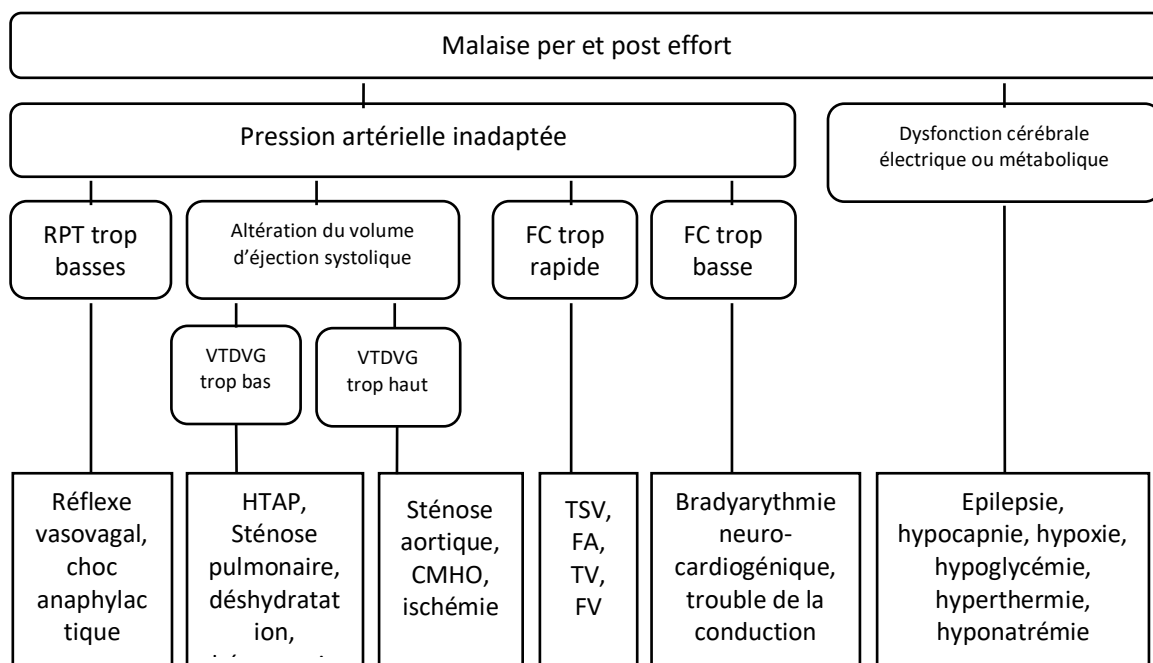 Malaise per et post effort
Pression artérielle inadaptée
Dysfonction cérébrale
électrique ou métabolique
RPT trop
basses
Altération du volume
d'éjection systolique
FC trop
rapide
FC trop
basse
VTDVG
trop bas
VTDVG
trop haut
Réflexe
vasovagal,
choc
anaphylac
tique
HTAP,
Sténose
pulmonaire,
déshydratat
ion,
Sténose
aortique,
CMHO,
ischémie
TSV,
FA,
TV,
FV
Bradyarythmie
neuro-
cardiogénique,
trouble de la
conduction
Epilepsie,
hypocapnie, hypoxie,
hypoglycémie,
hyperthermie,
hyponatrémie